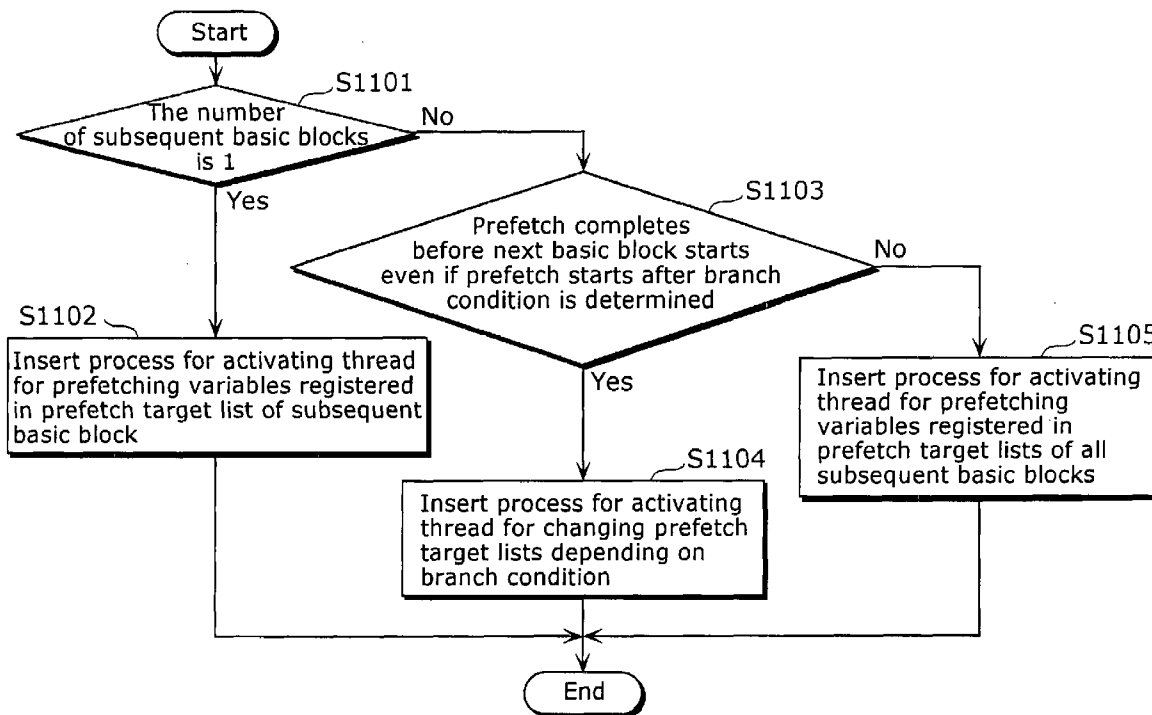 Start
S1101
The number
of subsequent basic blocks
is 1
No
Yes
S1103
Prefetch completes
before next basic block starts
even if prefetch starts after branch
condition is determined
No
Yes
S1102
Insert process for activating thread
for prefetching variables registered
in prefetch target list of subsequent
basic block
S1105
Insert process for activating
thread for prefetching
variables registered in
prefetch target lists of all
subsequent basic blocks
S1104
Insert process for activating
thread for changing prefetch
target lists depending on
branch condition
End